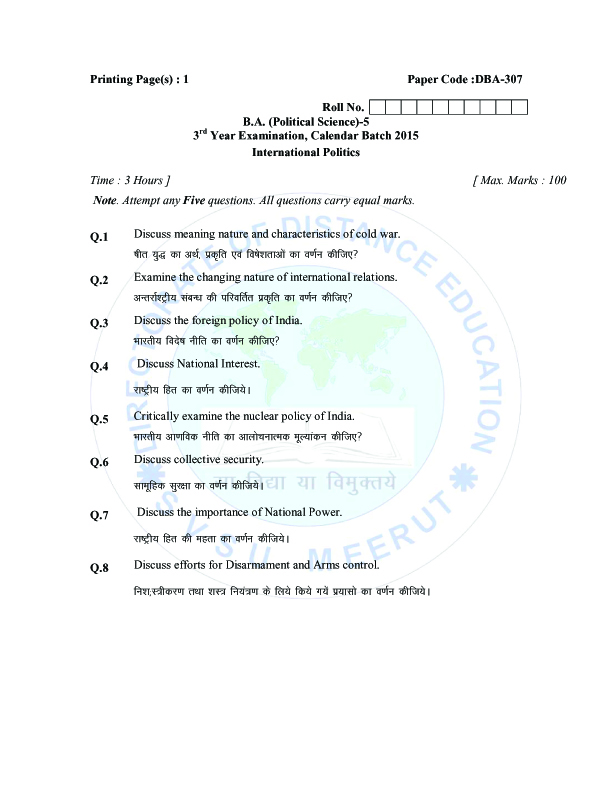 Printing Page(s) : 1 Paper Code :DBA-307
Roll No.
B.A. (Political Science)-5
3rd Year Examination, Calendar Batch 2015
International Politics
Time : 3 Hours ] [ Max. Marks : 100
Note. Attempt any Five questions. All questions carry equal marks.
Q.1 Discuss meaning nature and characteristics of cold war.
षीत युद्ध का अर्थ, प्रकृति एवं विषेशताओं का वर्णन कीजिए?
Q.2 Examine the changing nature of international relations.
अन्तर्राश्ट्रीय संबन्ध की परिवर्तित प्रकृति का वर्णन कीजिए?
Q.3 Discuss the foreign policy of India.
भारतीय विदेष नीति का वर्णन कीजिए?
Q.4 Discuss National Interest.
राष्ट्रीय हित का वर्णन कीजिये।
Q.5 Critically examine the nuclear policy of India.
भारतीय आणविक नीति का आलोचनात्मक मूल्यांकन कीजिए?
Q.6 Discuss collective security.
सामूहिक सुरक्षा का वर्णन कीजिये।
Q.7 Discuss the importance of National Power.
राष्ट्रीय हित की महता का वर्णन कीजिये।
Q.8 Discuss efforts for Disarmament and Arms control.
निश:स्त्रीकरण तथा शस्त्र नियंत्रण के लिये किये गयें प्रयासो का वर्णन कीजिये।
DIRECTORATE OF DISTANCE EDUCATION
विद्या या विमुक्तये
S V S U MEERUT